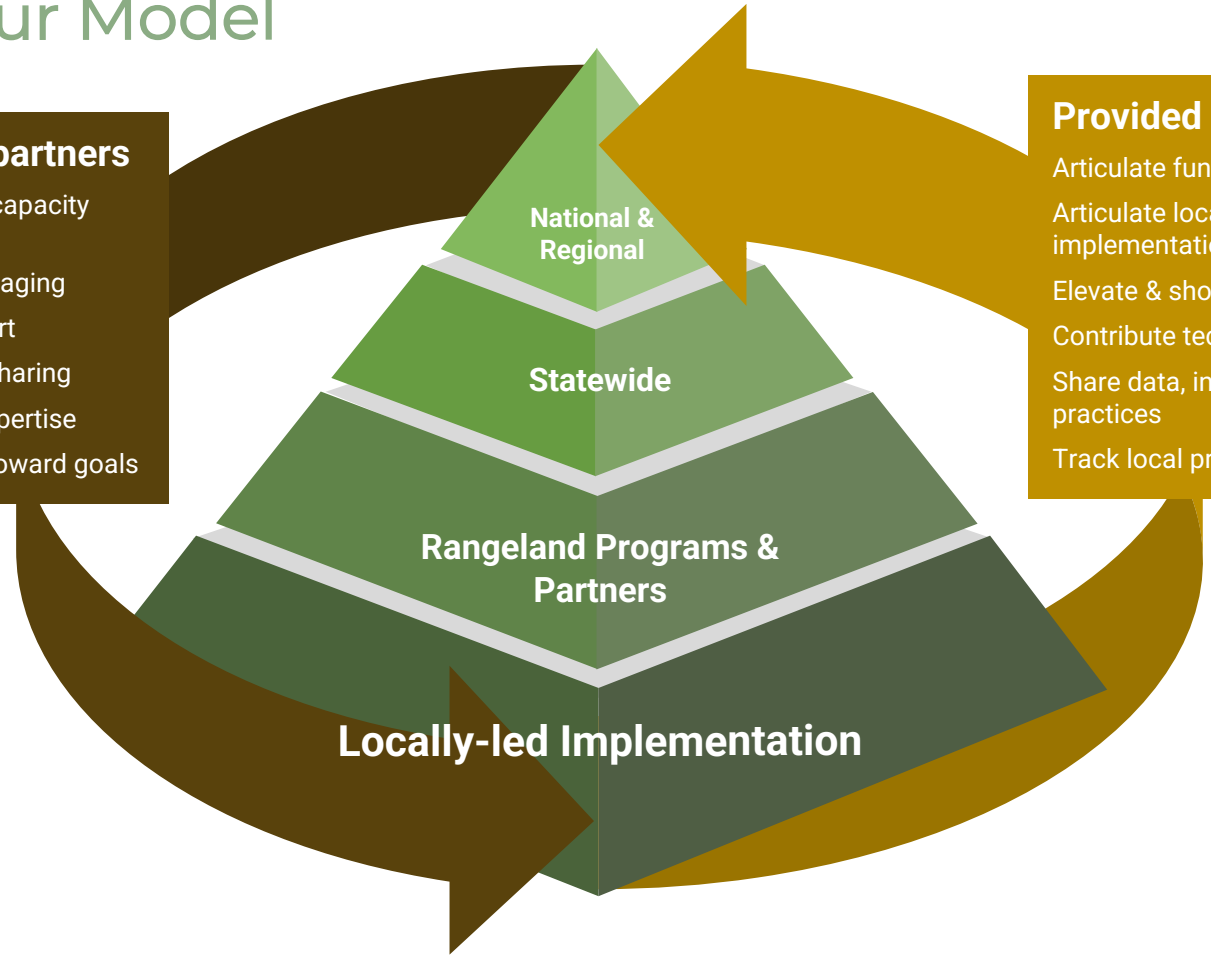 ur Model
partners
capacity
aging
rt
haring
pertise
oward goals
National &
Regional
Statewide
Rangeland Programs &
Partners
Locally-led Implementation
Provided
Articulate fun
Articulate loca
implementatio
Elevate & sho
Contribute tec
Share data, in
practices
Track local pr